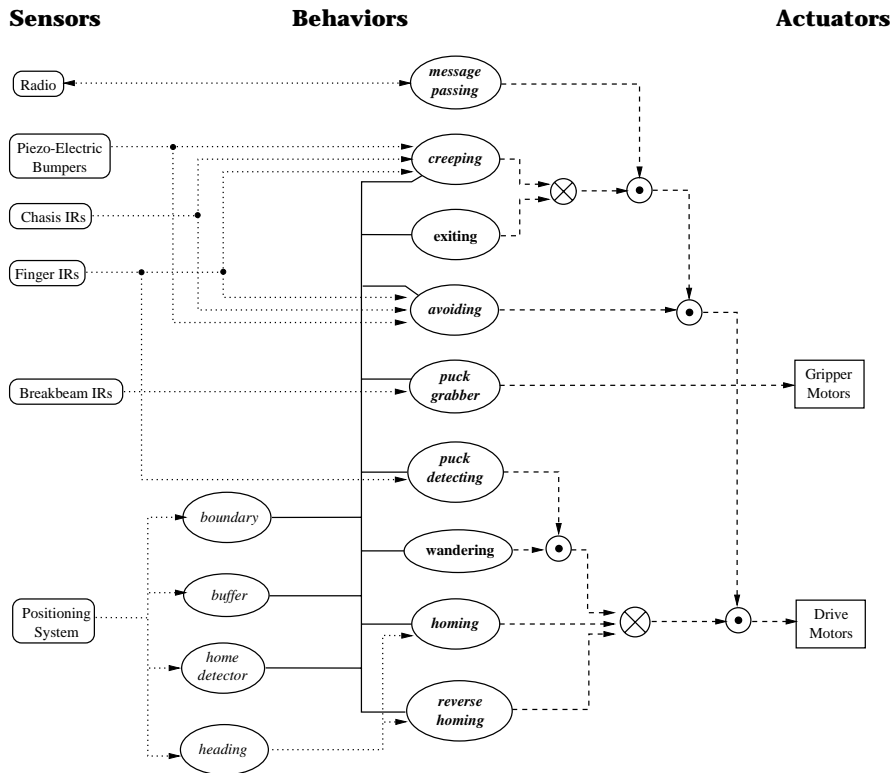 Sensors Behaviors Actuators
Radio
message
passing
Piezo-Electric
Bumpers
creeping
Chasis IRs
exiting
Finger IRs
avoiding
Breakbeam IRs
puck
grabber
Gripper
Motors
puck
detecting
boundary
wandering
buffer
Positioning
System
homing
Drive
Motors
home
detector
reverse
homing
heading